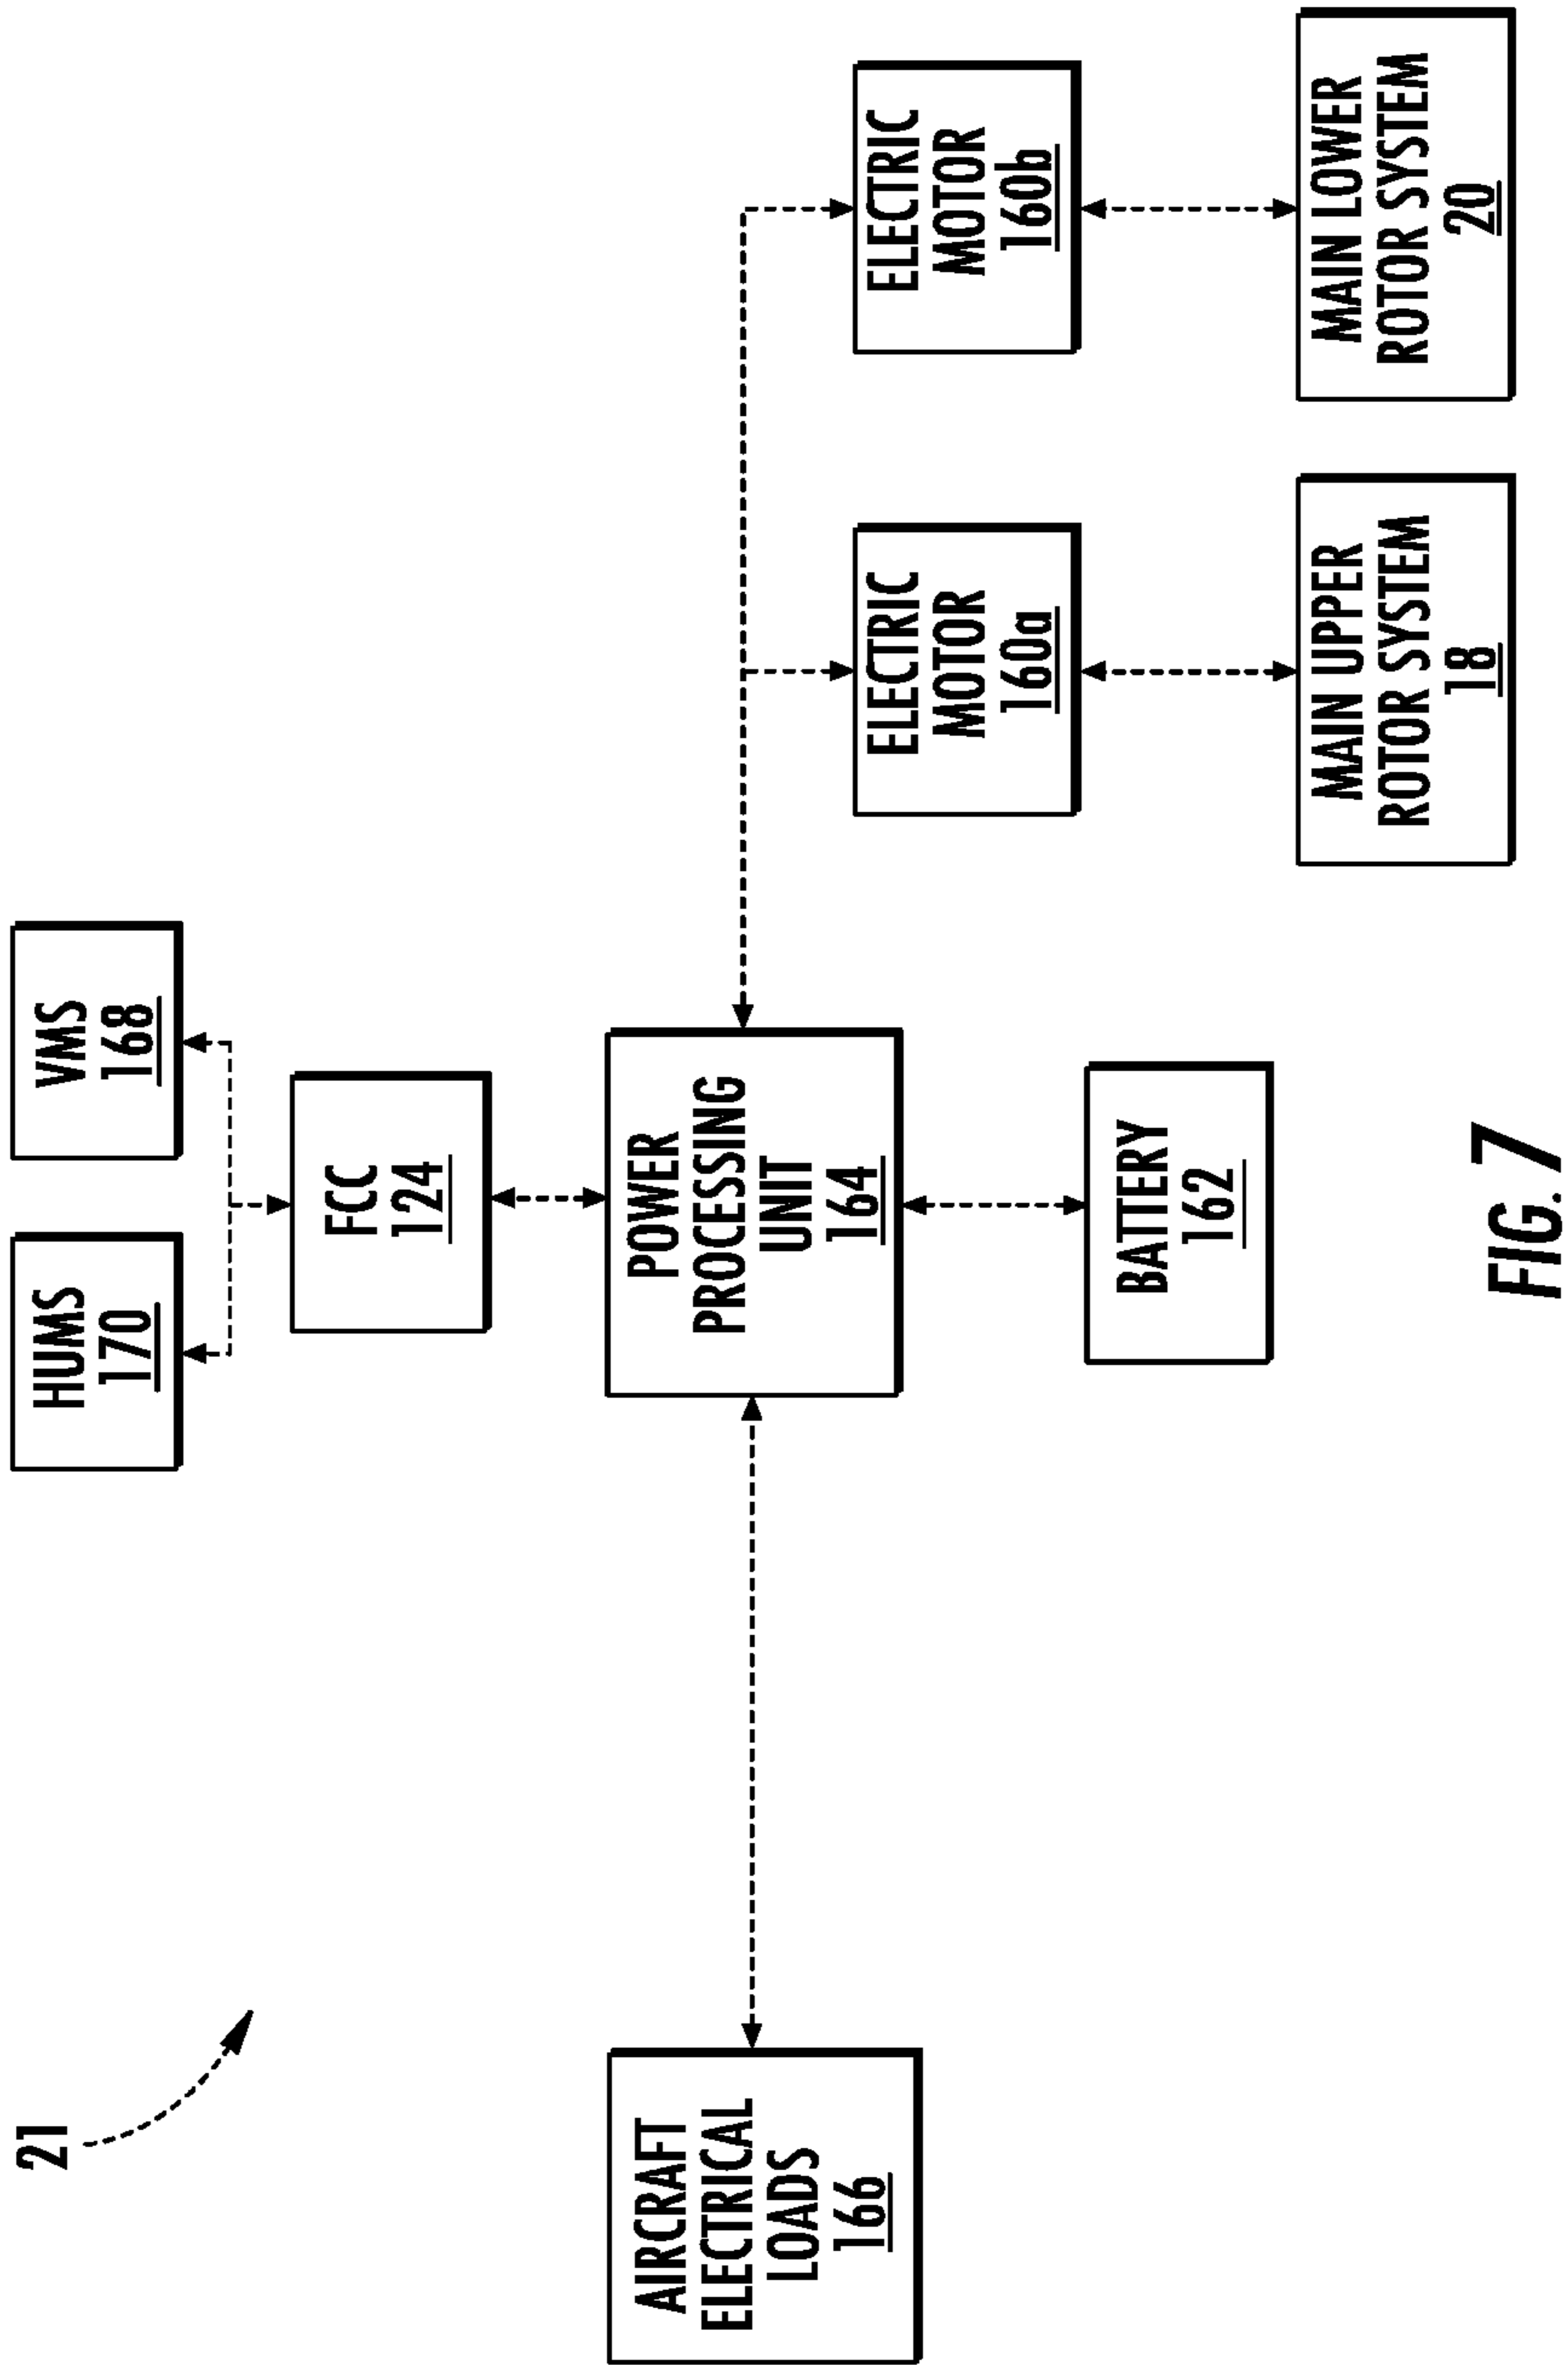 21
HUMS
170
VMS
168
FCC
124
AIRCRAFT
ELECTRICAL
LOADS
166
POWER
PROCESSING
UNIT
164
ELECTRIC
MOTOR
160a
ELECTRIC
MOTOR
160b
BATTERY
162
MAIN UPPER
ROTOR SYSTEM
18
MAIN LOWER
ROTOR SYSTEM
20
FIG. 7